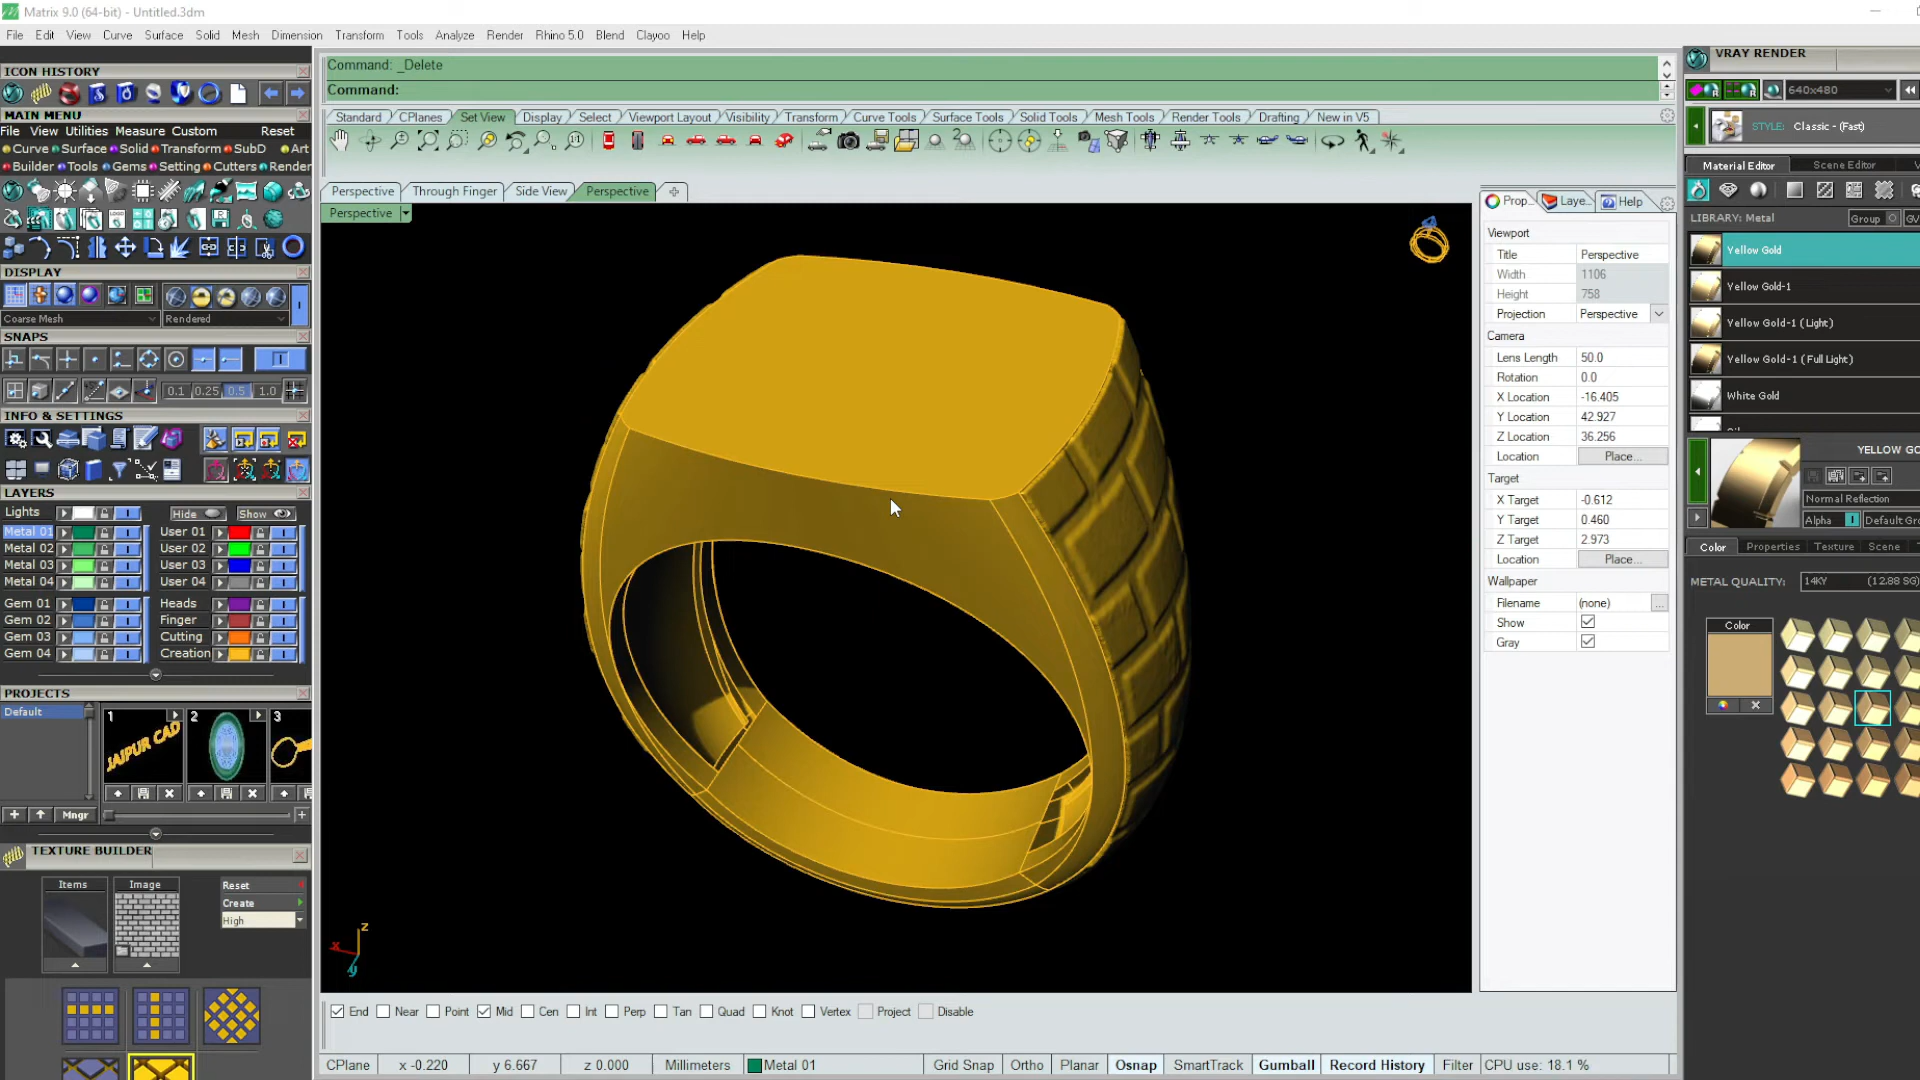 Matrix 9.0 (64-bit) - Untitled.3dm
File Edit View Curve Surface Solid Mesh Dimension Transform Tools Analyze Render Rhino 5.0 Blend Clayoo Help
ICON HISTORY
MAIN MENU
File View Utilities Measure Custom Reset
Curve Surface Solid Transform SubD Art
Builder Tools Gems Setting Cutters Render
DISPLAY
Coarse Mesh Rendered
SNAPS
0.1 0.25 0.5 1.0
INFO & SETTINGS
LAYERS
Lights Hide Show
Metal 01 User 01
Metal 02 User 02
Metal 03 User 03
Metal 04 User 04
Gem 01 Heads
Gem 02 Finger
Gem 03 Cutting
Gem 04 Creation
PROJECTS
Default
1 2 3
JAIPUR CAD
Mngr
TEXTURE BUILDER
Items Image Reset
Create
High
Command: _Delete
Command:
Standard CPlanes Set View Display Select Viewport Layout Visibility Transform Curve Tools Surface Tools Solid Tools Mesh Tools Render Tools Drafting New in V5
Perspective Through Finger Side View Perspective
Perspective
z
x
y
Prop... Laye... Help
Viewport
Title Perspective
Width 1106
Height 758
Projection Perspective
Camera
Lens Length 50.0
Rotation 0.0
X Location -16.405
Y Location 42.927
Z Location 36.256
Location Place...
Target
X Target -0.612
Y Target 0.460
Z Target 2.973
Location Place...
Wallpaper
Filename (none) ...
Show
Gray
End Near Point Mid Cen Int Perp Tan Quad Knot Vertex Project Disable
CPlane x -0.220 y 6.667 z 0.000 Millimeters Metal 01 Grid Snap Ortho Planar Osnap SmartTrack Gumball Record History Filter CPU use: 18.1 %
VRAY RENDER
640x480
STYLE: Classic - (Fast)
Material Editor Scene Editor
LIBRARY: Metal Group
Yellow Gold
Yellow Gold-1
Yellow Gold-1 (Light)
Yellow Gold-1 (Full Light)
White Gold
YELLOW GO
Normal Reflection
Alpha Default Gro
Color Properties Texture Scene
METAL QUALITY: 14KY (12.88 SG)
Color